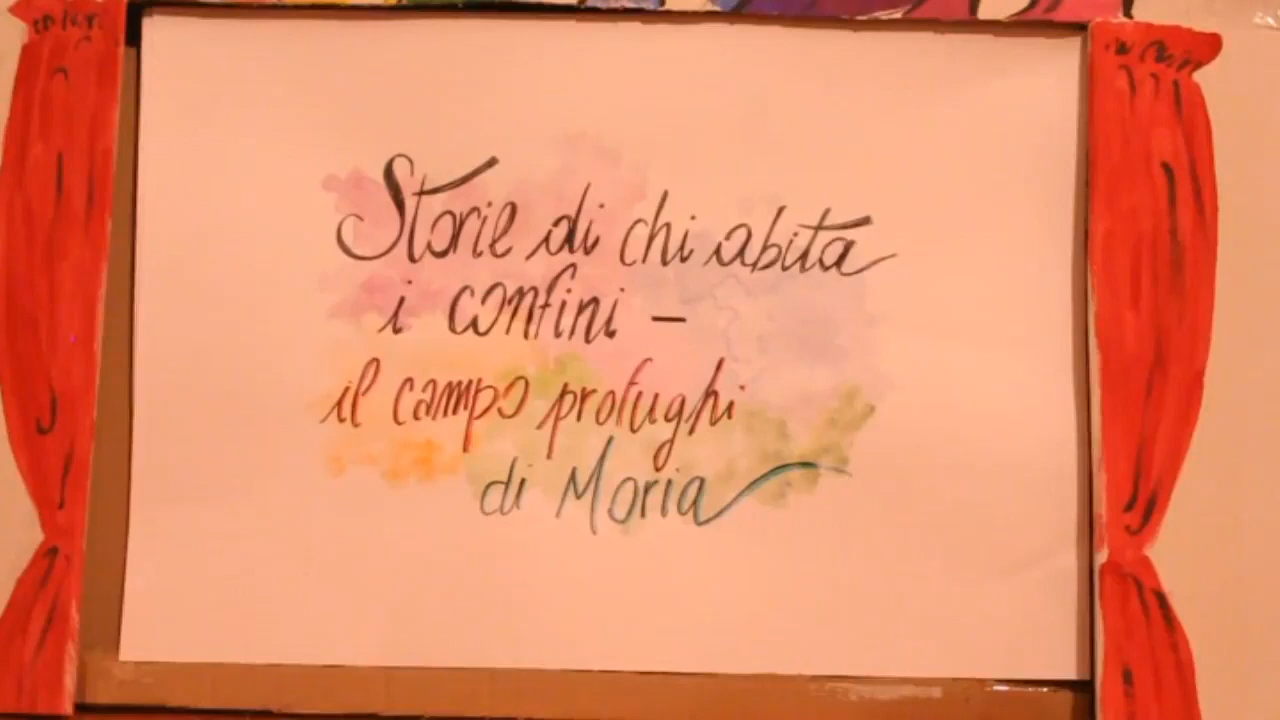 Storie di chi abita
i confini –
il campo profughi
di Moria